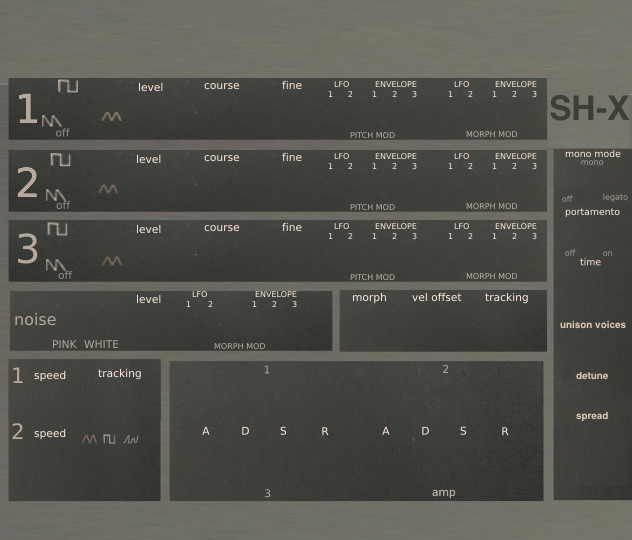 1 off level course fine LFO 1 2 ENVELOPE 1 2 3 PITCH MOD LFO 1 2 ENVELOPE 1 2 3 MORPH MOD
SH-X
2 off level course fine LFO 1 2 ENVELOPE 1 2 3 PITCH MOD LFO 1 2 ENVELOPE 1 2 3 MORPH MOD
3 off level course fine LFO 1 2 ENVELOPE 1 2 3 PITCH MOD LFO 1 2 ENVELOPE 1 2 3 MORPH MOD
noise PINK WHITE level LFO 1 2 ENVELOPE 1 2 3 MORPH MOD
morph vel offset tracking
1 speed tracking
2 speed
1 2
A D S R A D S R
3 amp
mono mode
mono
off legato
portamento
off on
time
unison voices
detune
spread